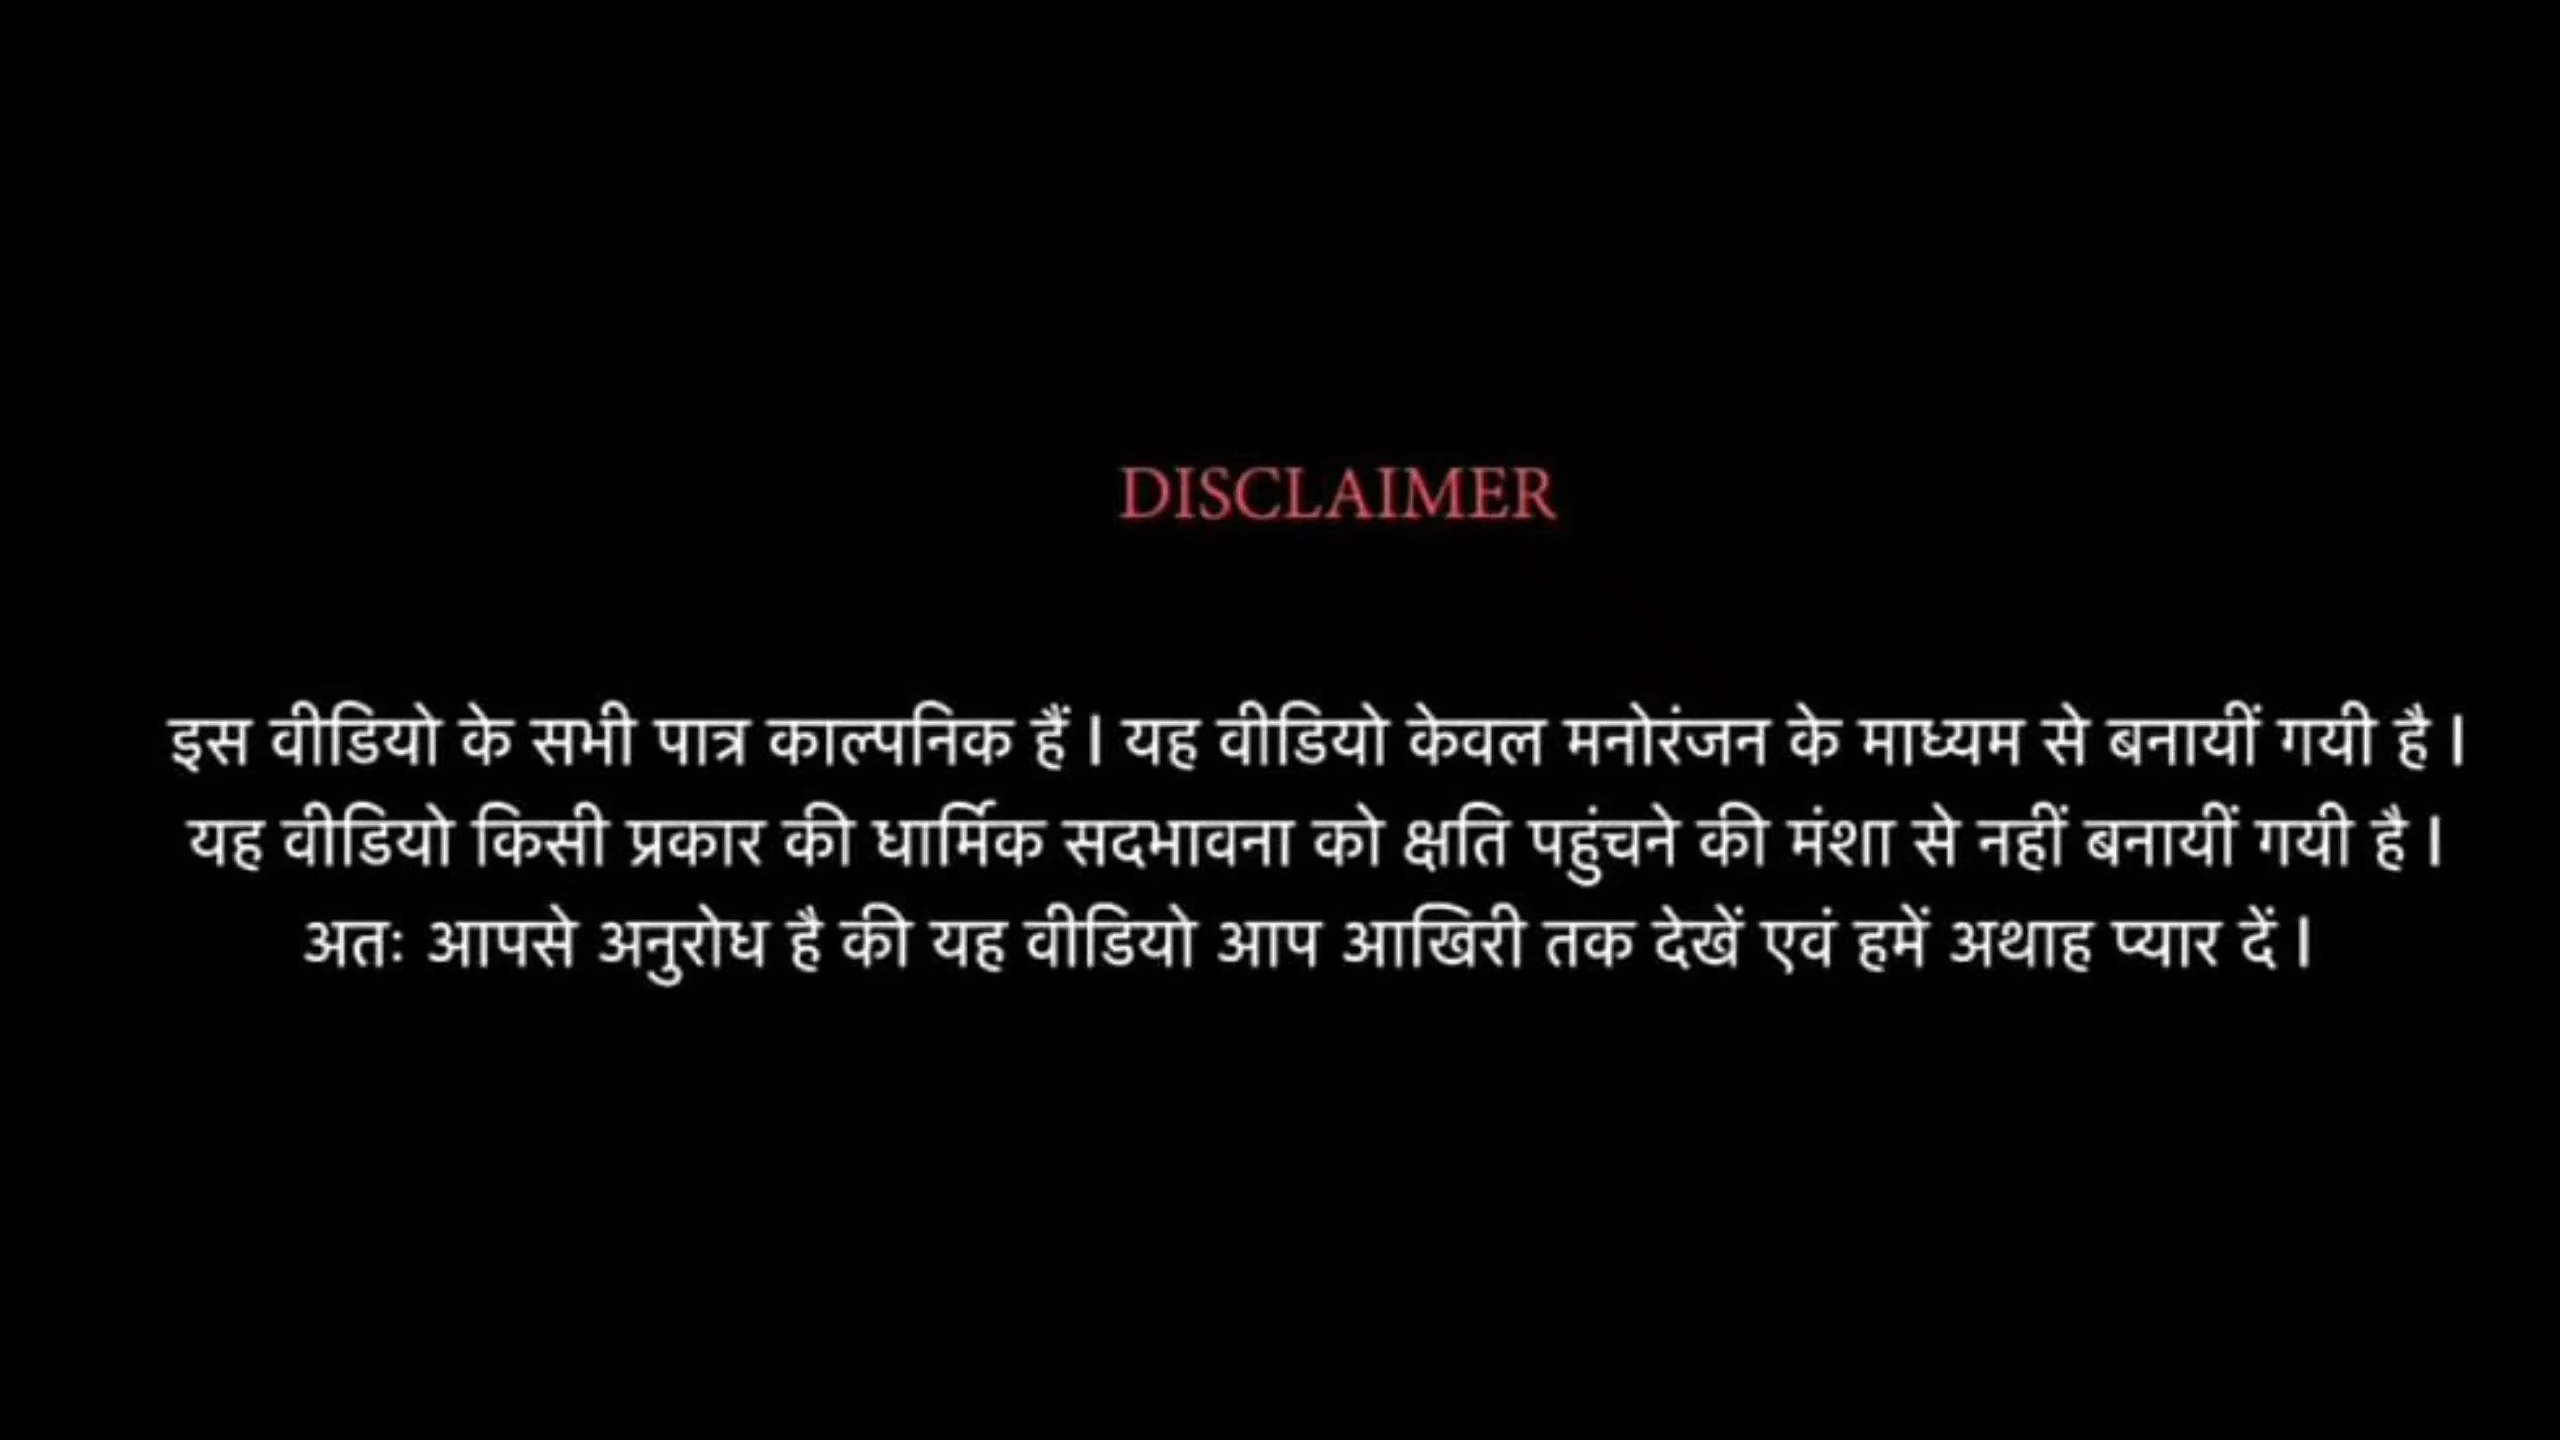 DISCLAIMER
इस वीडियो के सभी पात्र काल्पनिक हैं । यह वीडियो केवल मनोरंजन के माध्यम से बनायीं गयी है ।
यह वीडियो किसी प्रकार की धार्मिक सदभावना को क्षति पहुंचने की मंशा से नहीं बनायीं गयी है ।
अतः आपसे अनुरोध है की यह वीडियो आप आखिरी तक देखें एवं हमें अथाह प्यार दें ।